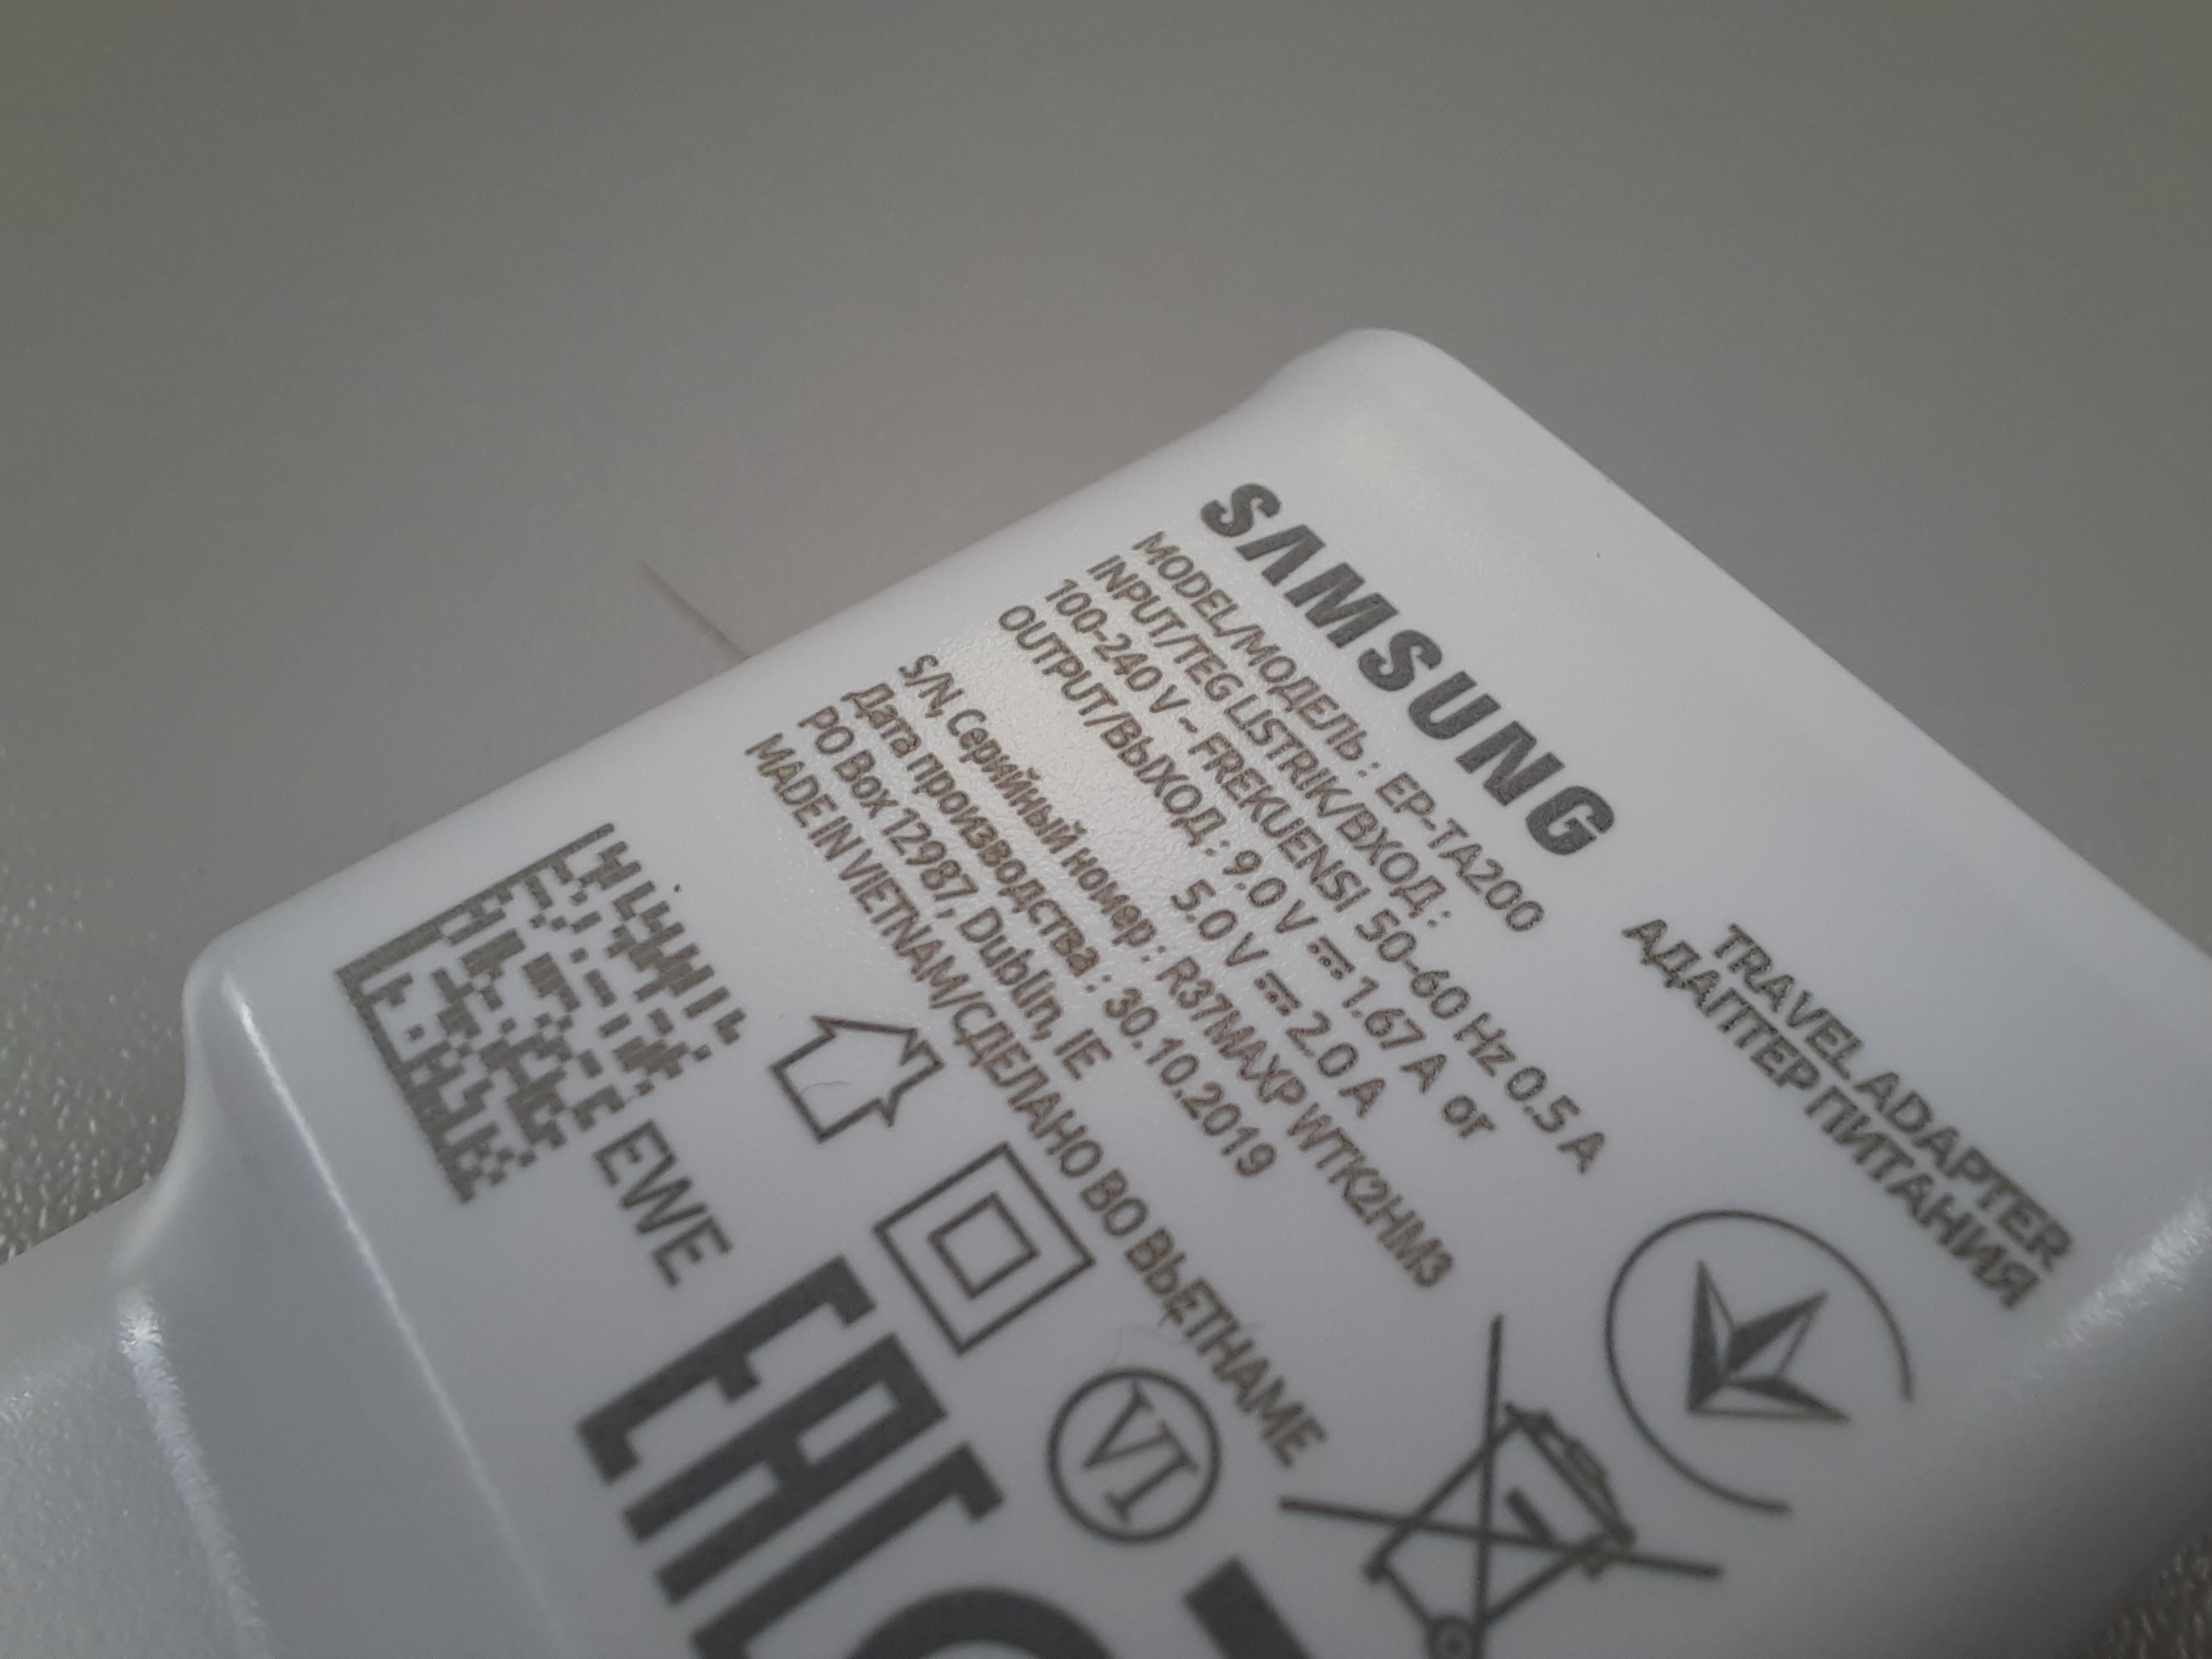 SAMSUNG
TRAVEL ADAPTER
АДАПТЕР ПИТАНИЯ
MODEL/МОДЕЛЬ : EP-TA200
INPUT/TEG LISTRIK/ВХОД :
100-240 V ~ FREKUENSI 50-60 Hz 0.5 A
OUTPUT/ВЫХОД : 9.0 V ⎓ 1.67 A or
5.0 V ⎓ 2.0 A
S/N, Серийный номер : R37MAXP WTK2HM3
Дата производства : 30.10.2019
PO Box 12987, Dublin, IE
MADE IN VIETNAM/СДЕЛАНО ВО ВЬЕТНАМЕ
VI
EWE
EAC